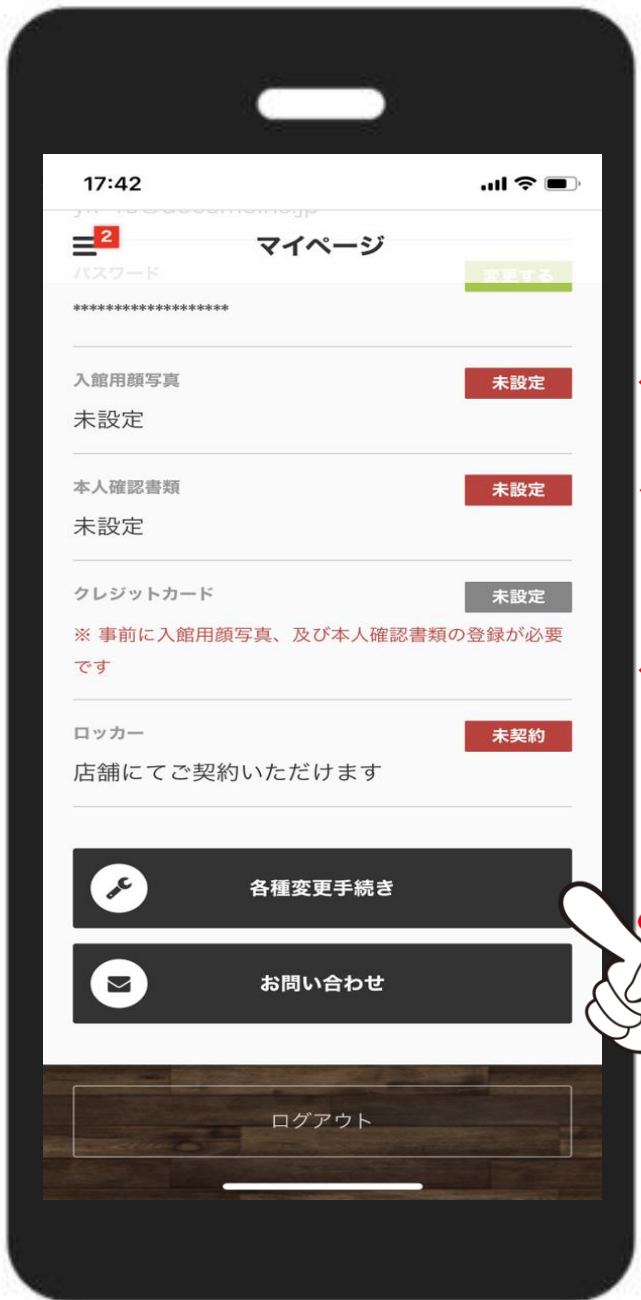 17:42
2
マイページ
パスワード
変更する
*******************
入館用顔写真
未設定
未設定
本人確認書類
未設定
未設定
クレジットカード
未設定
※ 事前に入館用顔写真、及び本人確認書類の登録が必要
です
ロッカー
未契約
店舗にてご契約いただけます
各種変更手続き
お問い合わせ
ログアウト